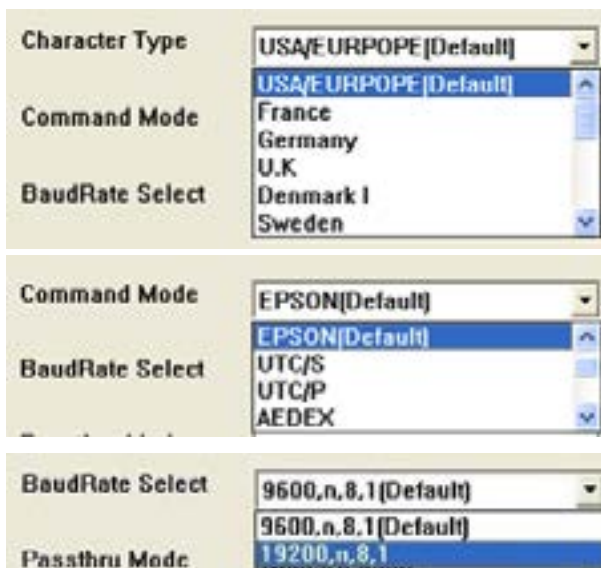 Character Type USA/EURPOPE(Default)
USA/EURPOPE(Default)
Command Mode France
Germany
U.K
BaudRate Select Denmark I
Sweden
Command Mode EPSON(Default)
EPSON(Default)
BaudRate Select UTC/S
UTC/P
AEDEX
BaudRate Select 9600,n,8,1(Default)
9600,n,8,1(Default)
Passthru Mode 19200,n,8,1